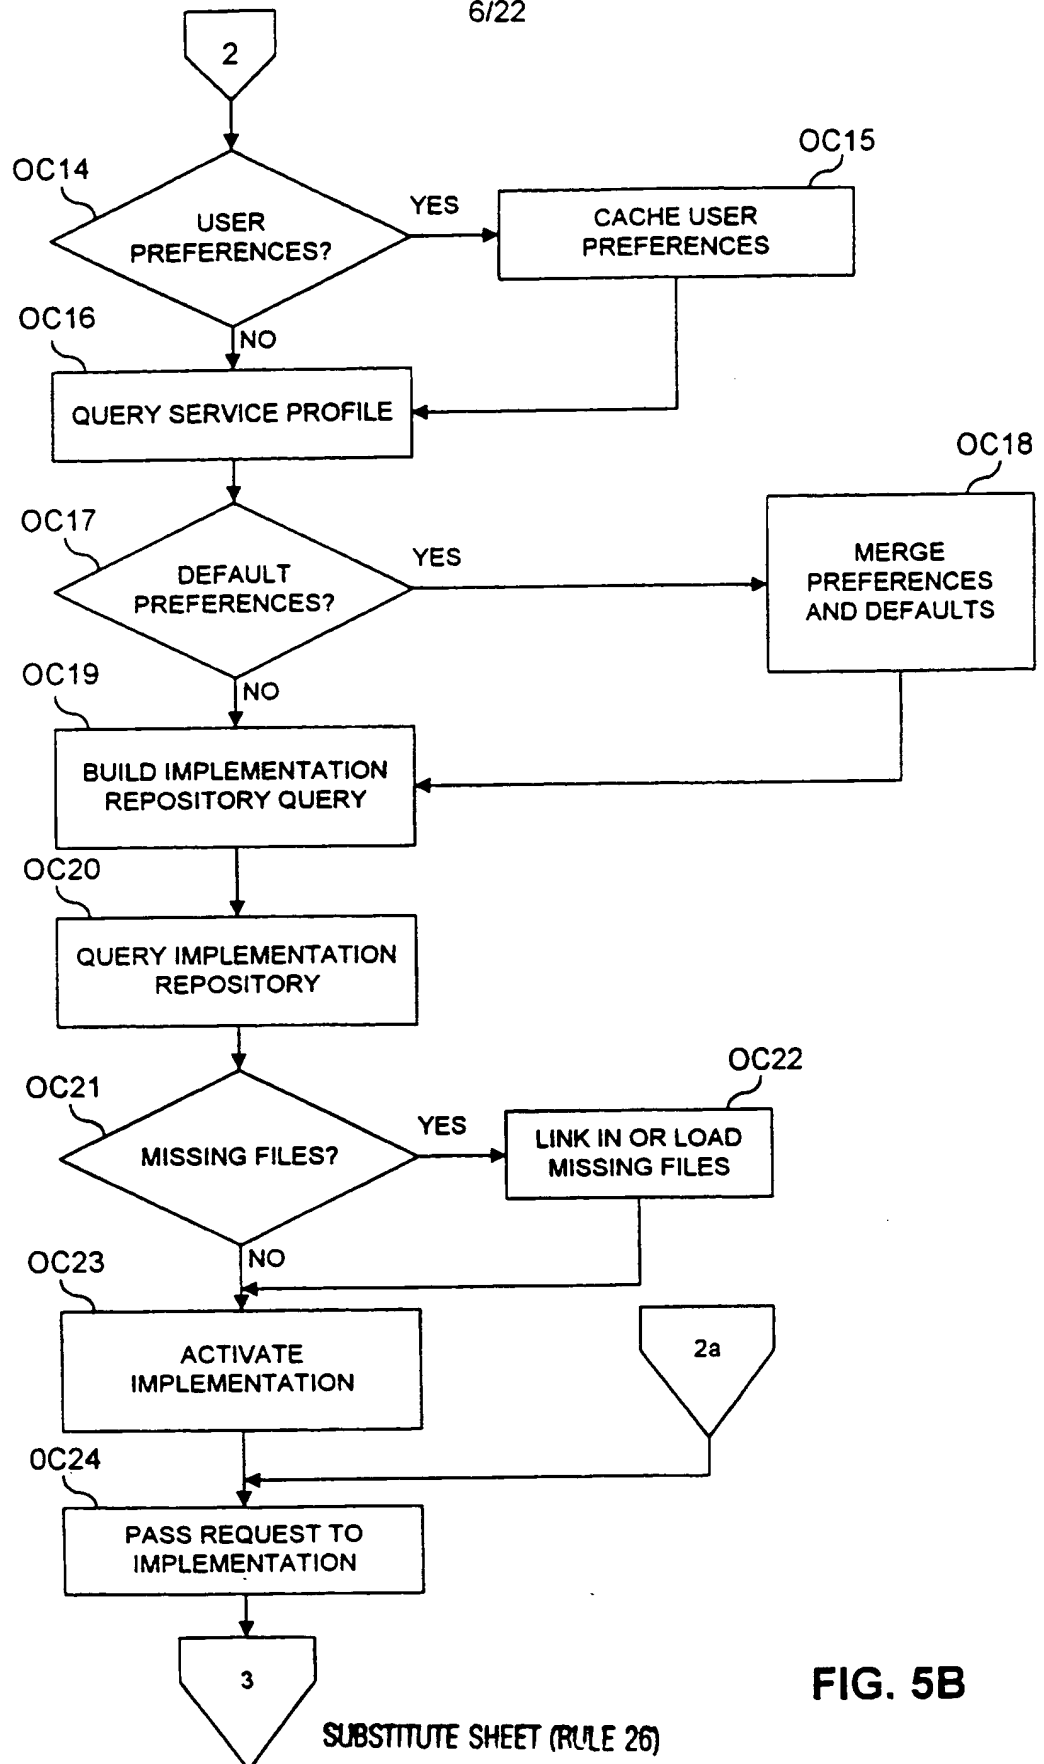 6/22
2
OC14
USER
PREFERENCES?
YES
OC15
CACHE USER
PREFERENCES
NO
OC16
QUERY SERVICE PROFILE
OC17
DEFAULT
PREFERENCES?
YES
OC18
MERGE
PREFERENCES
AND DEFAULTS
NO
OC19
BUILD IMPLEMENTATION
REPOSITORY QUERY
OC20
QUERY IMPLEMENTATION
REPOSITORY
OC21
MISSING FILES?
YES
OC22
LINK IN OR LOAD
MISSING FILES
NO
OC23
ACTIVATE
IMPLEMENTATION
2a
OC24
PASS REQUEST TO
IMPLEMENTATION
3
FIG. 5B
SUBSTITUTE SHEET (RULE 26)